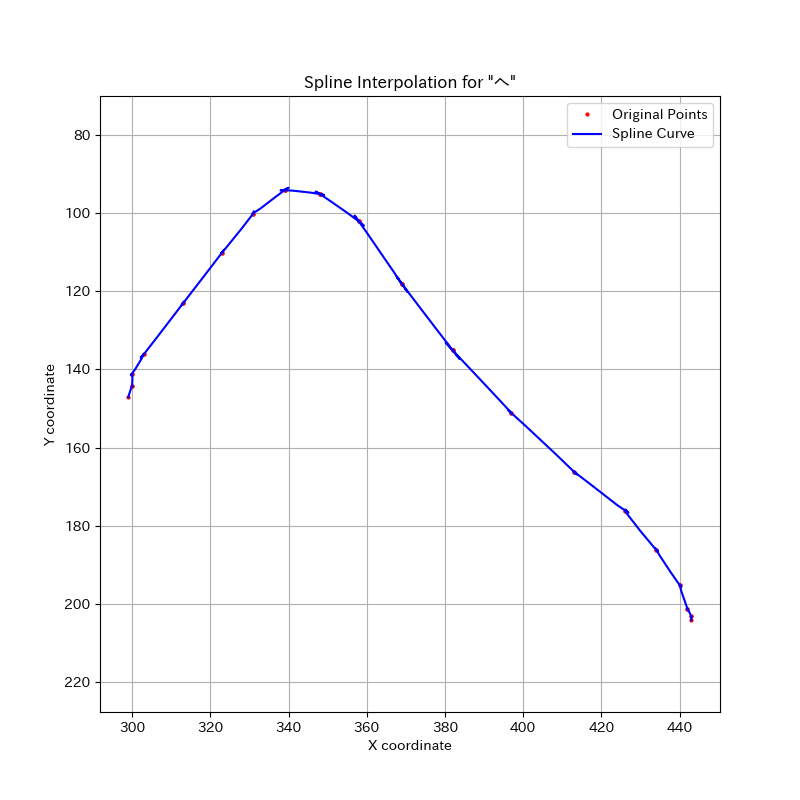 Spline Interpolation for "へ"
Original Points
Spline Curve
80
100
120
140
160
180
200
220
Y coordinate
300 320 340 360 380 400 420 440
X coordinate